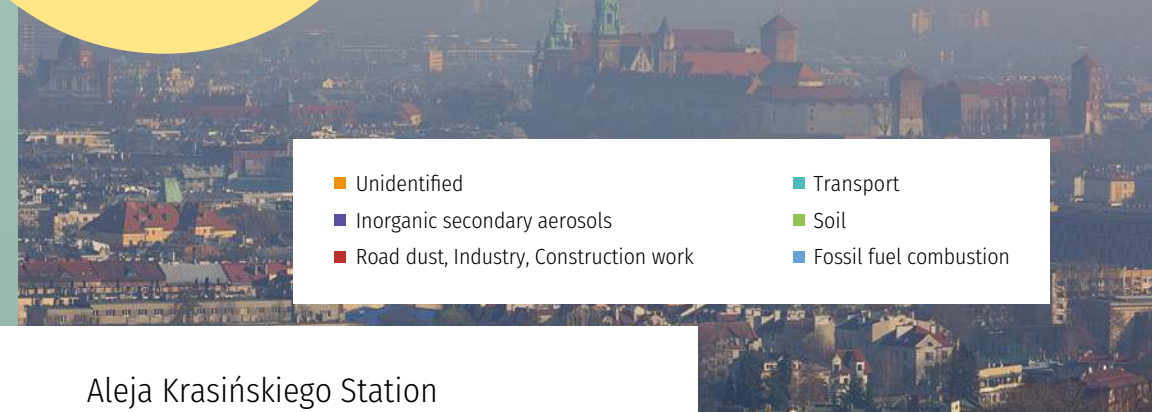 Unidentified
Inorganic secondary aerosols
Road dust, Industry, Construction work
Transport
Soil
Fossil fuel combustion
Aleja Krasińskiego Station